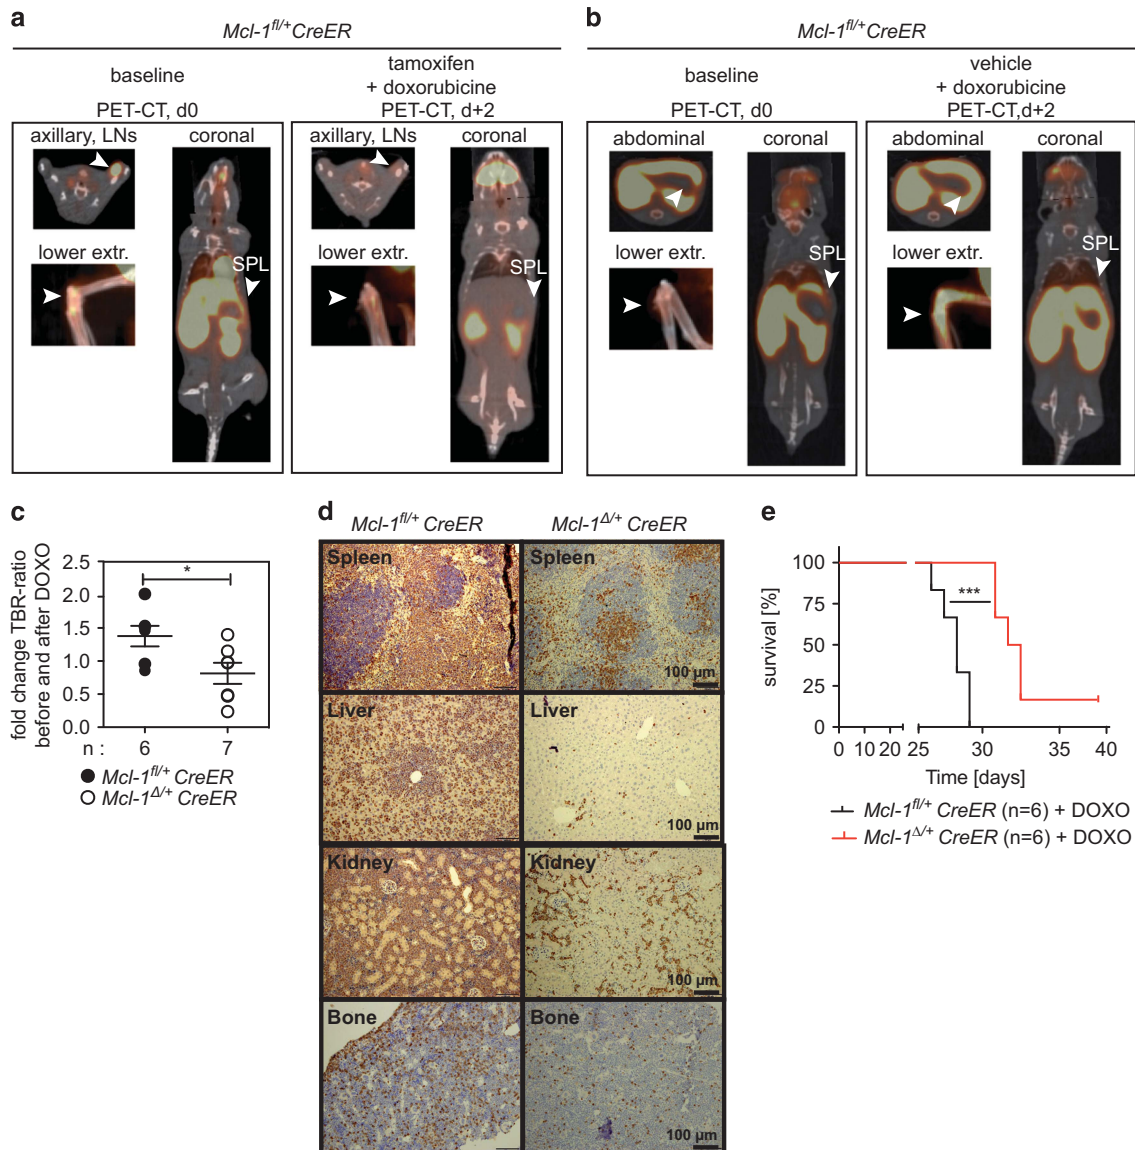 a
Mcl-1fl/+CreER
baseline
PET-CT, d0
tamoxifen
+ doxorubicine
PET-CT, d+2
axillary, LNs
coronal
lower extr.
SPL
axillary, LNs
coronal
lower extr.
SPL
b
Mcl-1fl/+CreER
baseline
PET-CT d0
vehicle
+ doxorubicine
PET-CT,d+2
abdominal
coronal
lower extr.
SPL
abdominal
coronal
lower extr.
SPL
c
fold change TBR-ratio
before and after DOXO
2.5
2.0
1.5
1.0
0.5
0.0
*
n : 6 7
Mcl-1fl/+ CreER
Mcl-1Δ/+ CreER
d
Mcl-1fl/+ CreER
Mcl-1Δ/+ CreER
Spleen
Spleen
100 µm
Liver
Liver
100 µm
Kidney
Kidney
100 µm
Bone
Bone
100 µm
e
survival [%]
100
75
50
25
0
***
0 10 20 25 30 35 40
Time [days]
Mcl-1fl/+ CreER (n=6) + DOXO
Mcl-1Δ/+ CreER (n=6) + DOXO